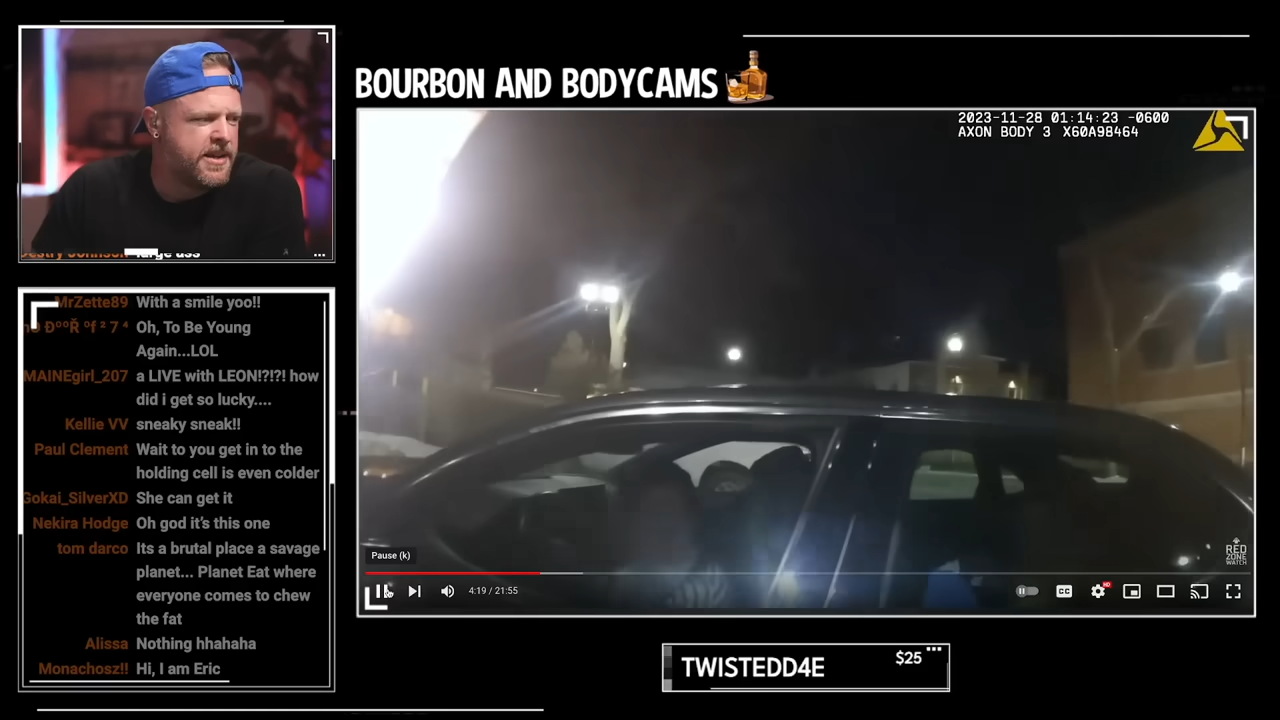 BOURBON AND BODYCAMS
2023-11-28 01:14:23 -0600
AXON BODY 3 X60A98464
MrZette89 With a smile yoo!!
Oh, To Be Young
Again...LOL
MAINEgirl_207 a LIVE with LEON!?!?! how
did i get so lucky....
Kellie VV sneaky sneak!!
Paul Clement Wait to you get in to the
holding cell is even colder
Gokai_SilverXD She can get it
Nekira Hodge Oh god it's this one
tom darco Its a brutal place a savage
planet... Planet Eat where
everyone comes to chew
the fat
Alissa Nothing hhahaha
Monachosz!! Hi, I am Eric
Pause (k)
4:19 / 21:55
CC
HD
RED
ZONE
WATCH
TWISTEDD4E $25